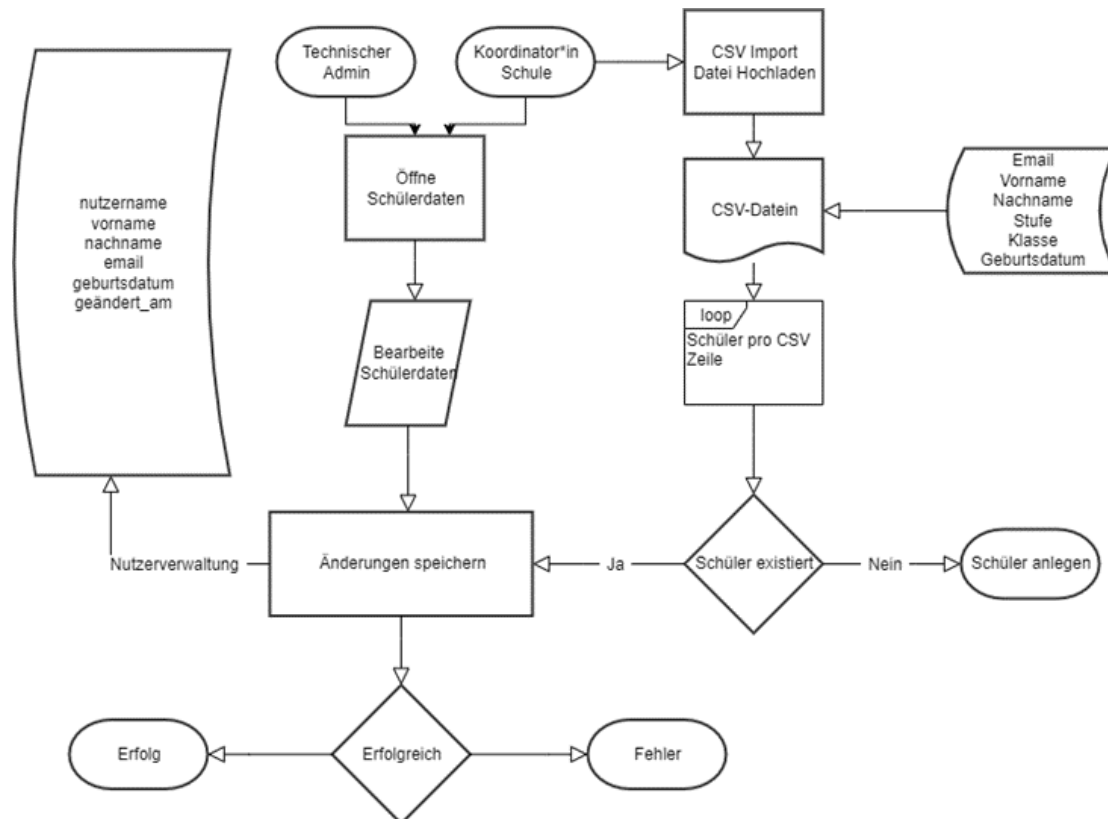 Technischer
Admin
Koordinator*in
Schule
CSV Import
Datei Hochladen
nutzername
vorname
nachname
email
geburtsdatum
geändert_am
Öffne
Schülerdaten
CSV-Datein
Email
Vorname
Nachname
Stufe
Klasse
Geburtsdatum
loop
Schüler pro CSV
Zeile
Bearbeite
Schülerdaten
Nutzerverwaltung
Änderungen speichern
Ja
Schüler existiert
Nein
Schüler anlegen
Erfolg
Erfolgreich
Fehler